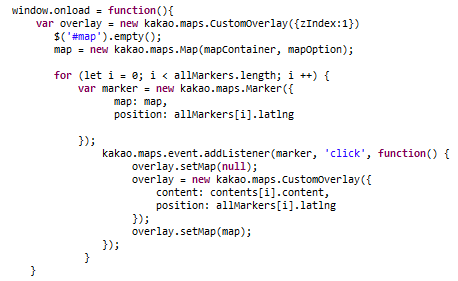 window.onload = function(){
    var overlay = new kakao.maps.CustomOverlay({zIndex:1})
       $('#map').empty();
       map = new kakao.maps.Map(mapContainer, mapOption);

       for (let i = 0; i < allMarkers.length; i ++) {
           var marker = new kakao.maps.Marker({
                 map: map,
                 position: allMarkers[i].latlng

           });
               kakao.maps.event.addListener(marker, 'click', function() {
                    overlay.setMap(null);
                    overlay = new kakao.maps.CustomOverlay({
                        content: contents[i].content,
                        position: allMarkers[i].latlng
                    });
                    overlay.setMap(map);
               });
            }
   }